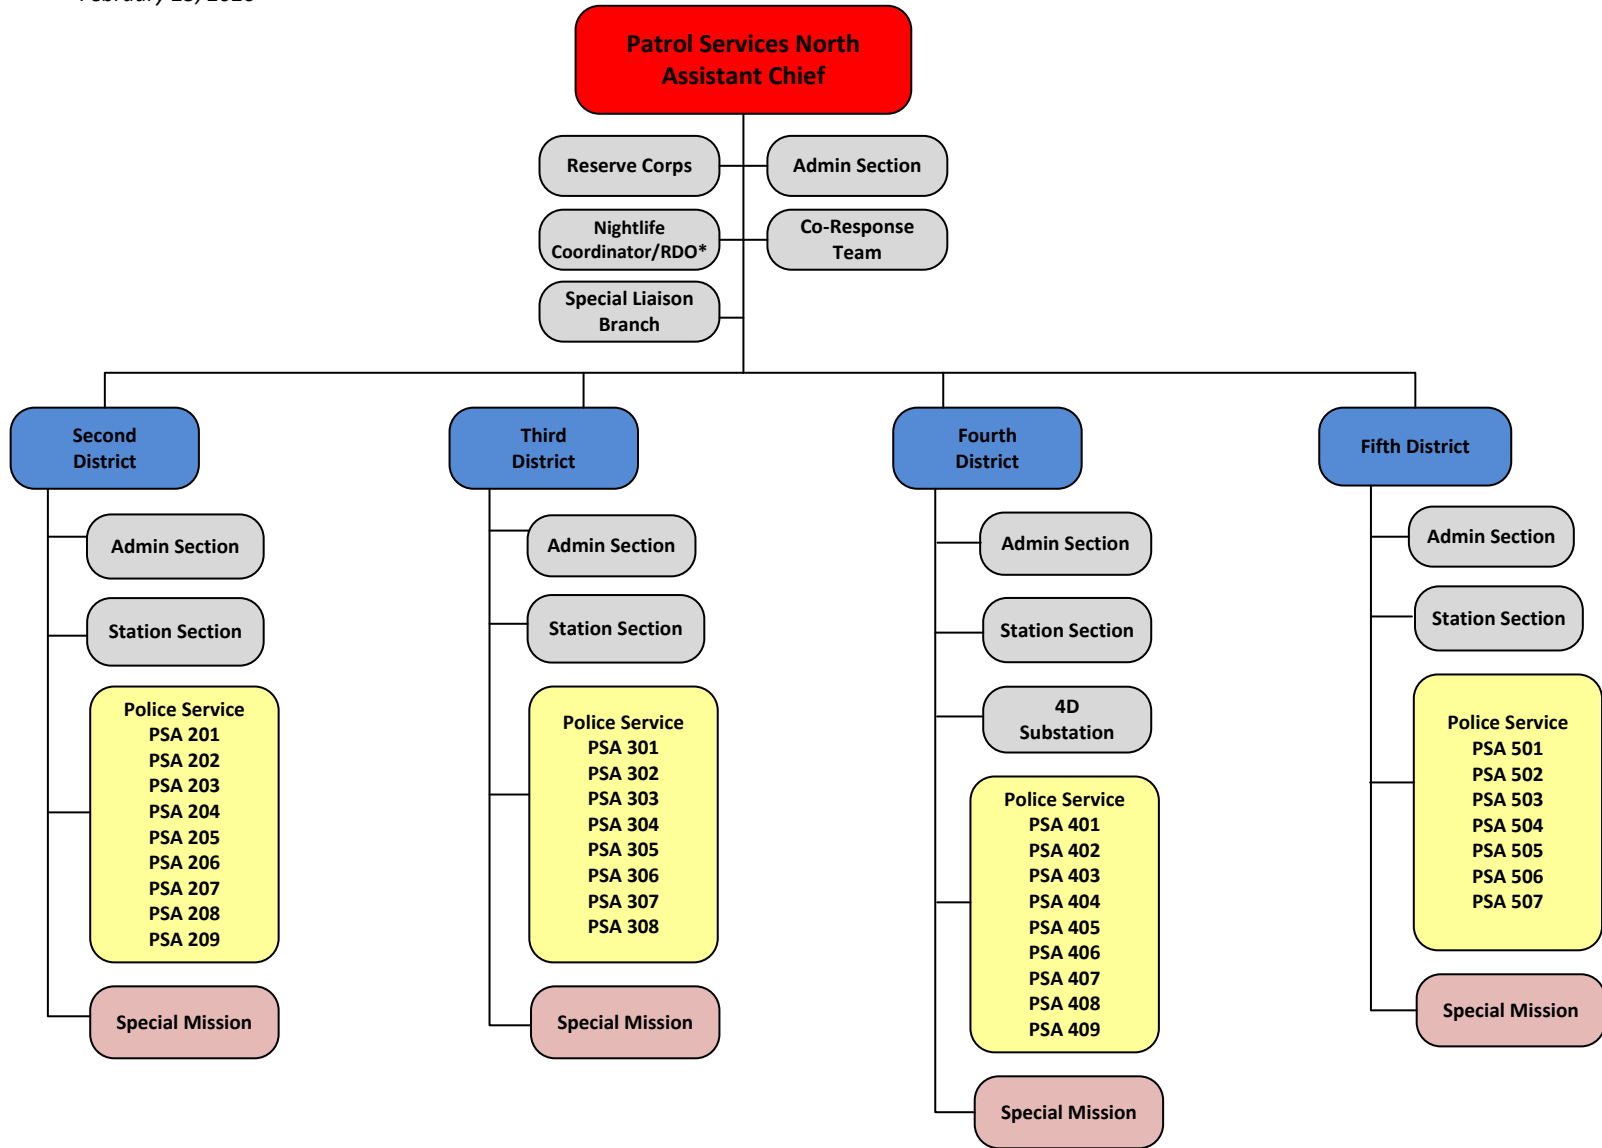 Patrol Services North
Assistant Chief
Reserve Corps
Admin Section
Nightlife
Coordinator/RDO*
Co-Response
Team
Special Liaison
Branch
Second
District
Admin Section
Station Section
Police Service
PSA 201
PSA 202
PSA 203
PSA 204
PSA 205
PSA 206
PSA 207
PSA 208
PSA 209
Special Mission
Third
District
Admin Section
Station Section
Police Service
PSA 301
PSA 302
PSA 303
PSA 304
PSA 305
PSA 306
PSA 307
PSA 308
Special Mission
Fourth
District
Admin Section
Station Section
4D
Substation
Police Service
PSA 401
PSA 402
PSA 403
PSA 404
PSA 405
PSA 406
PSA 407
PSA 408
PSA 409
Special Mission
Fifth District
Admin Section
Station Section
Police Service
PSA 501
PSA 502
PSA 503
PSA 504
PSA 505
PSA 506
PSA 507
Special Mission